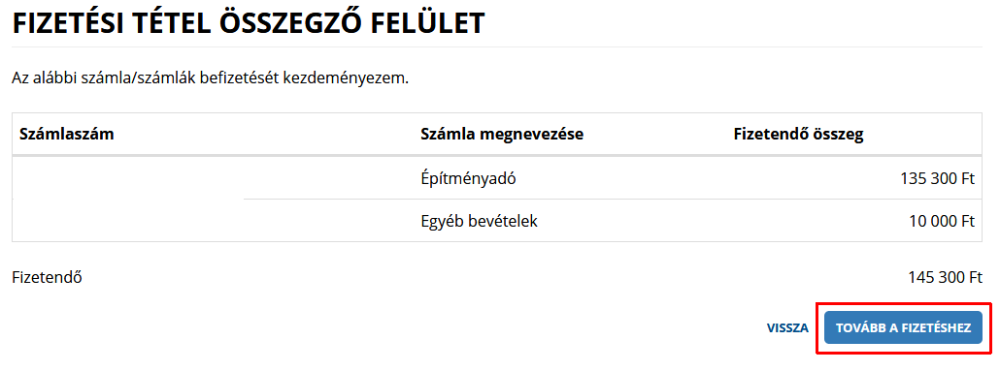 FIZETÉSI TÉTEL ÖSSZEGZŐ FELÜLET
Az alábbi számla/számlák befizetését kezdeményezem.
Számlaszám Számla megnevezése Fizetendő összeg
Építményadó 135 300 Ft
Egyéb bevételek 10 000 Ft
Fizetendő 145 300 Ft
VISSZA TOVÁBB A FIZETÉSHEZ